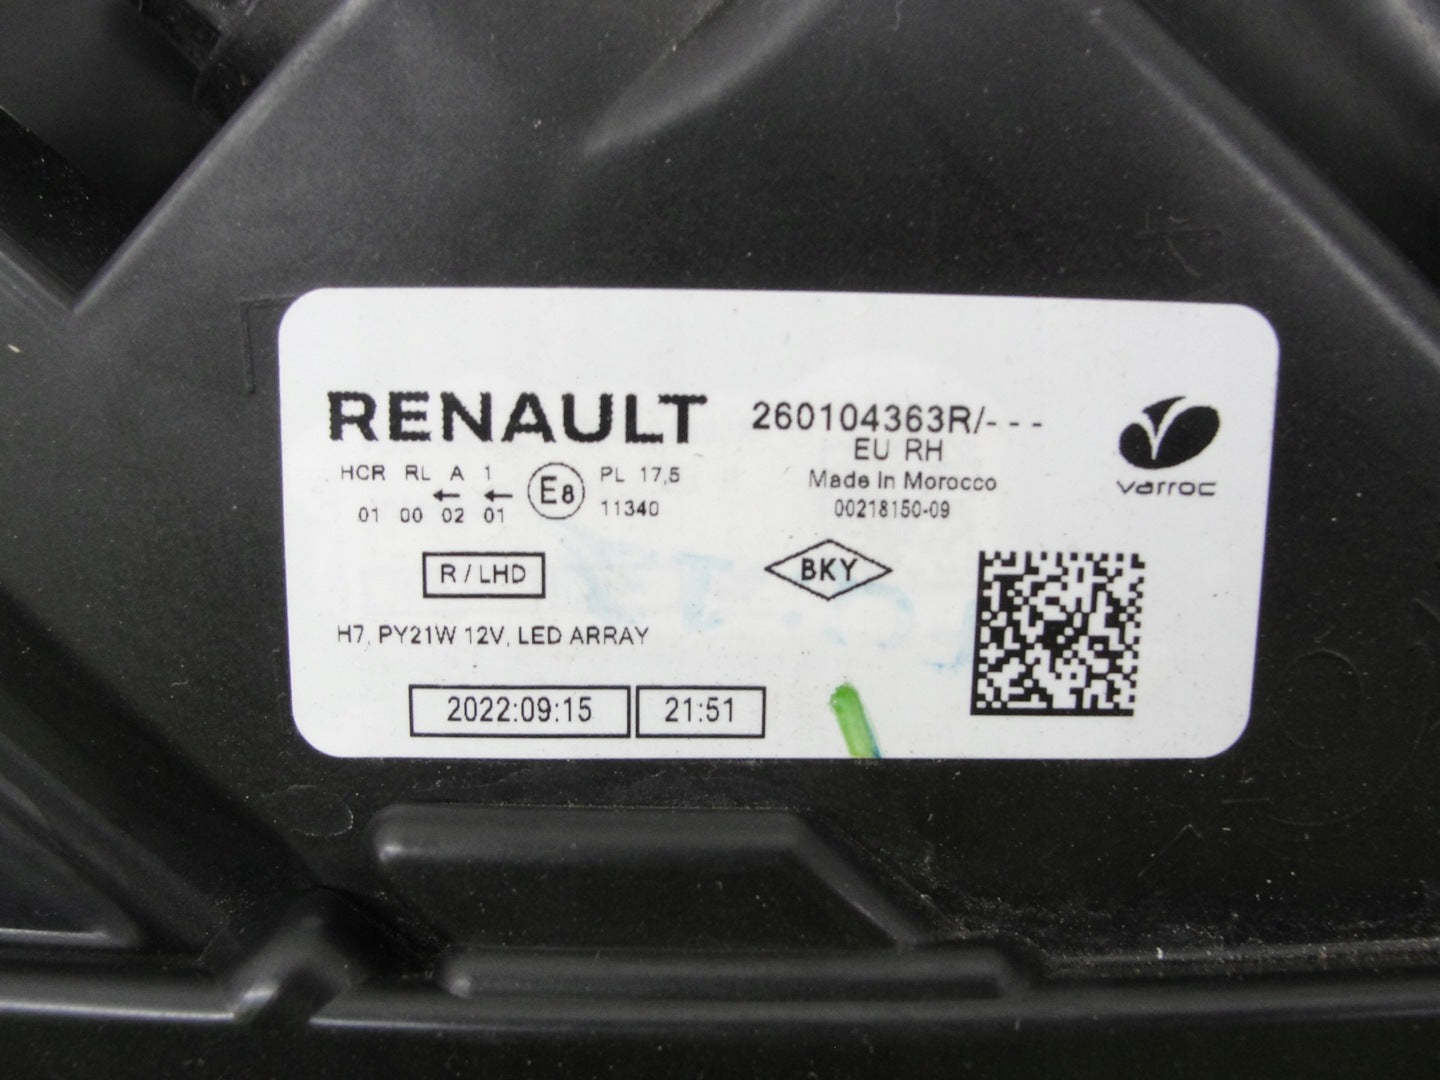 RENAULT 260104363R/---
EU RH
HCR RL A 1 E8 PL 17,5
Made in Morocco
varroc
← ←
01 00 02 01 11340
00218150-09
R / LHD
BKY
H7, PY21W 12V, LED ARRAY
2022:09:15 21:51